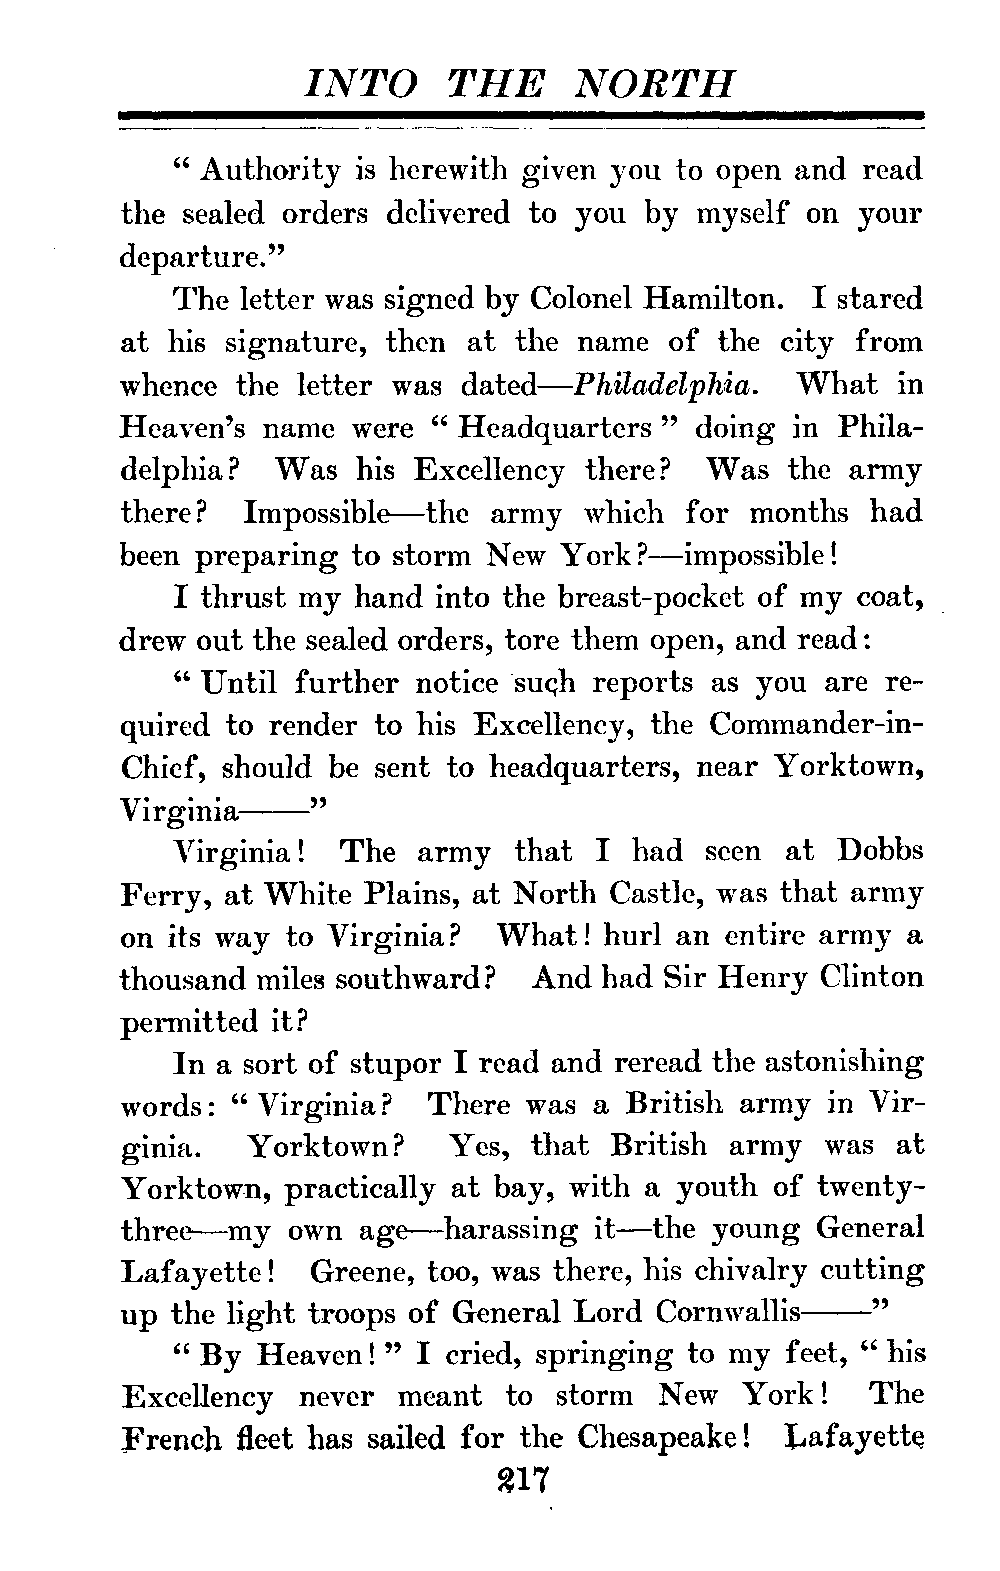 INTO THE NORTH
“ Authority is herewith given you to open and read
the sealed orders delivered to you by myself on your
departure.”
The letter was signed by Colonel Hamilton. I stared
at his signature, then at the name of the city from
whence the letter was dated—Philadelphia. What in
Heaven’s name were “ Headquarters ” doing in Phila-
delphia? Was his Excellency there? Was the army
there? Impossible—the army which for months had
been preparing to storm New York?—impossible!
I thrust my hand into the breast-pocket of my coat,
drew out the sealed orders, tore them open, and read:
“ Until further notice such reports as you are re-
quired to render to his Excellency, the Commander-in-
Chief, should be sent to headquarters, near Yorktown,
Virginia——”
Virginia! The army that I had seen at Dobbs
Ferry, at White Plains, at North Castle, was that army
on its way to Virginia? What! hurl an entire army a
thousand miles southward? And had Sir Henry Clinton
permitted it?
In a sort of stupor I read and reread the astonishing
words: “ Virginia? There was a British army in Vir-
ginia. Yorktown? Yes, that British army was at
Yorktown, practically at bay, with a youth of twenty-
three—my own age—harassing it—the young General
Lafayette! Greene, too, was there, his chivalry cutting
up the light troops of General Lord Cornwallis——”
“ By Heaven! ” I cried, springing to my feet, “ his
Excellency never meant to storm New York! The
French fleet has sailed for the Chesapeake! Lafayette
217